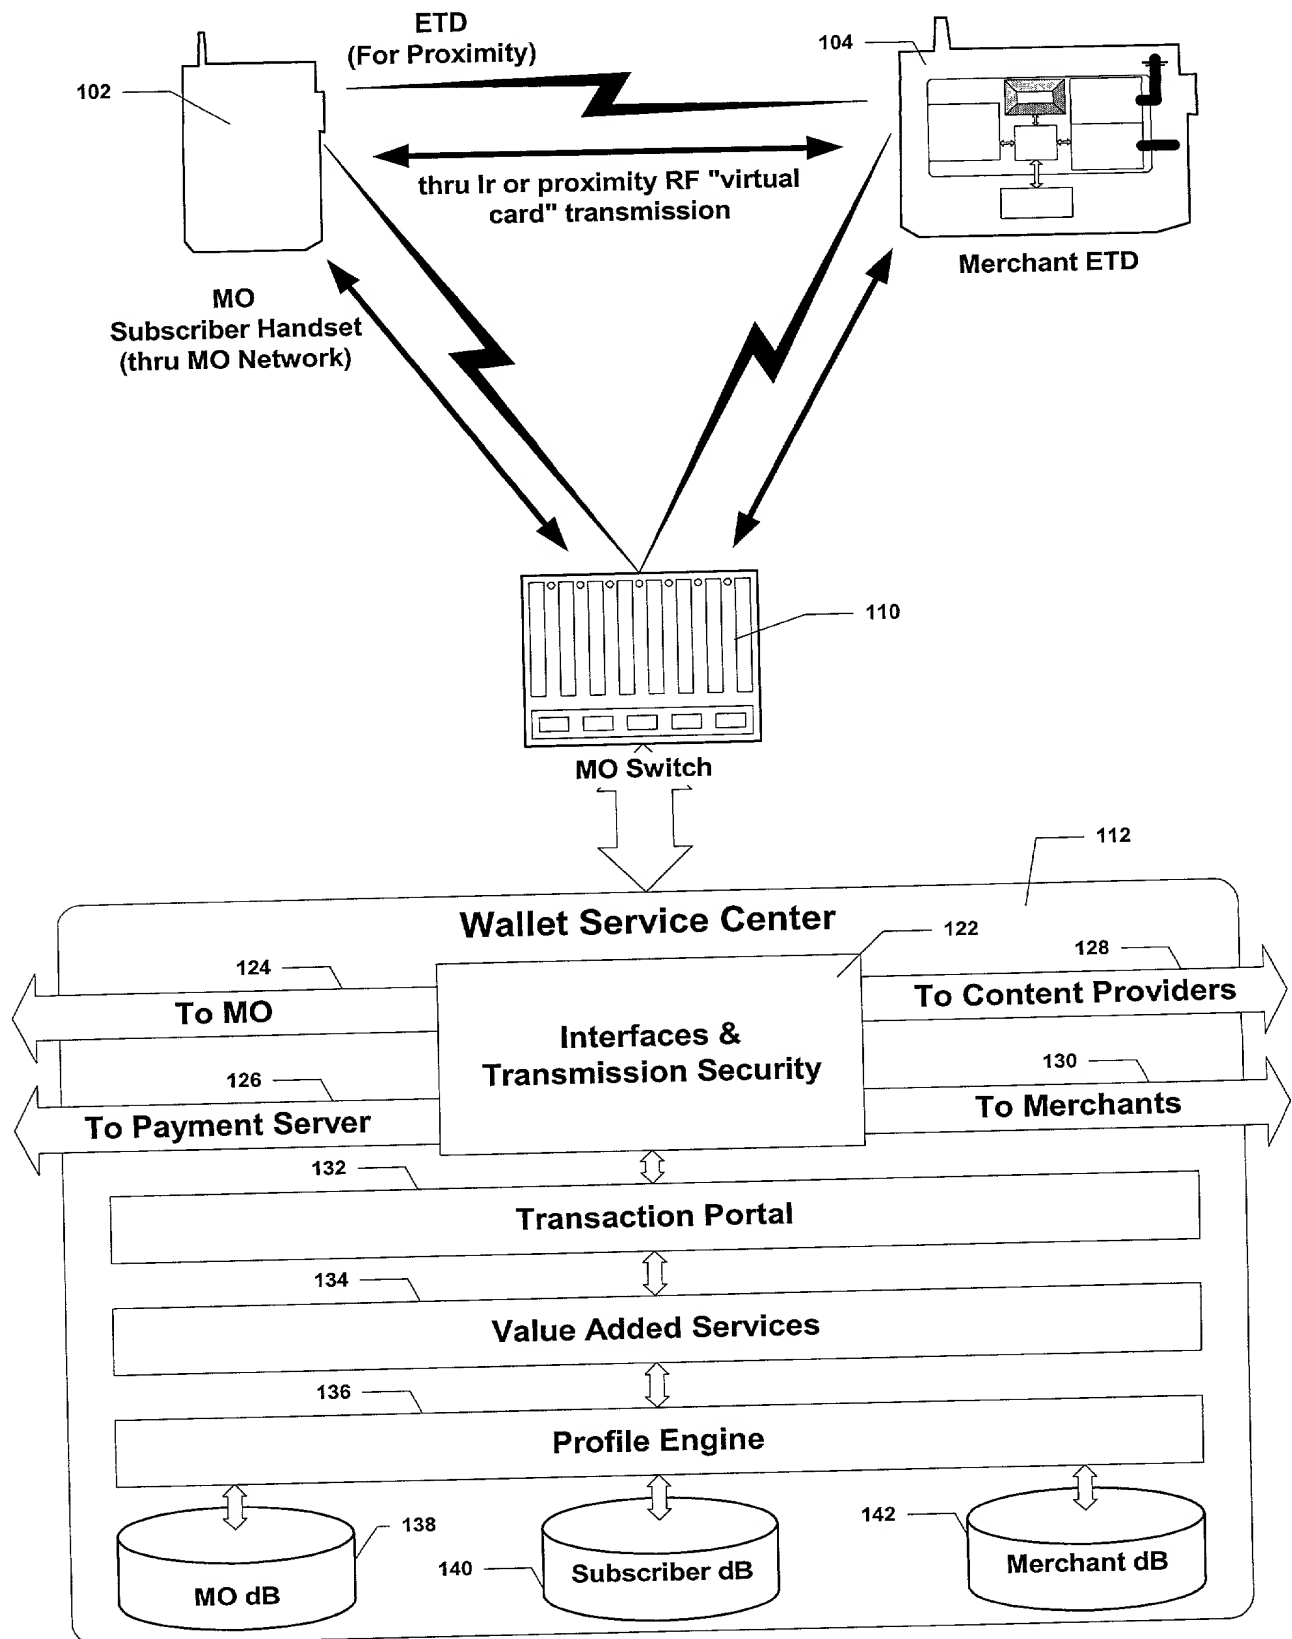 ETD
(For Proximity)
104
102
thru Ir or proximity RF "virtual
card" transmission
Merchant ETD
MO
Subscriber Handset
(thru MO Network)
110
MO Switch
112
Wallet Service Center
122
124
128
To MO
To Content Providers
Interfaces &
Transmission Security
126
130
To Payment Server
To Merchants
132
Transaction Portal
134
Value Added Services
136
Profile Engine
138
140
142
MO dB
Subscriber dB
Merchant dB